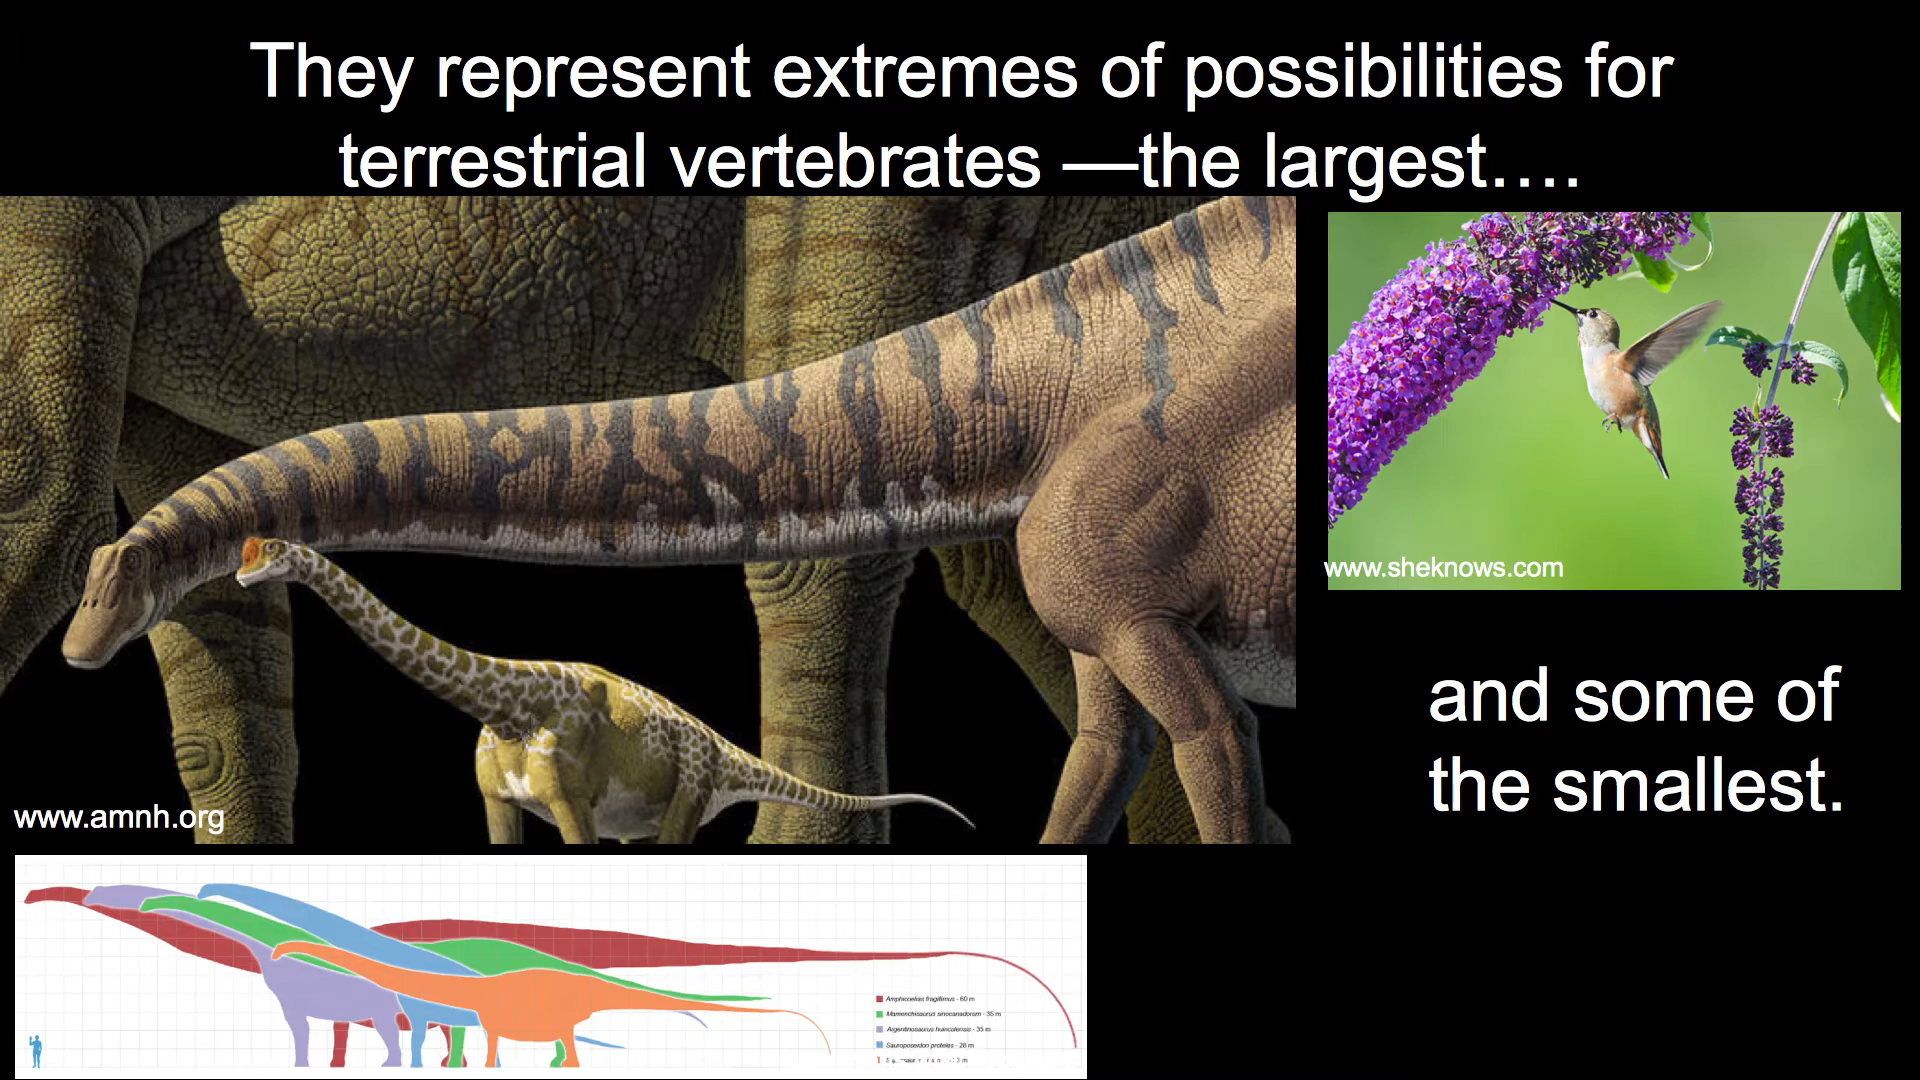 They represent extremes of possibilities for
terrestrial vertebrates —the largest….
www.sheknows.com
and some of
the smallest.
www.amnh.org
Amphicoelias fragillimus - 60 m
Mamenchisaurus sinocanadorum - 35 m
Argentinosaurus huinculensis - 35 m
Sauroposeidon proteles - 28 m